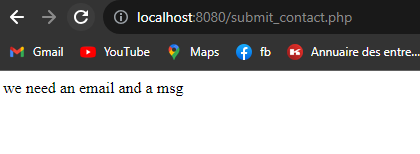 localhost:8080/submit_contact.php
Gmail YouTube Maps fb Annuaire des entre...
we need an email and a msg